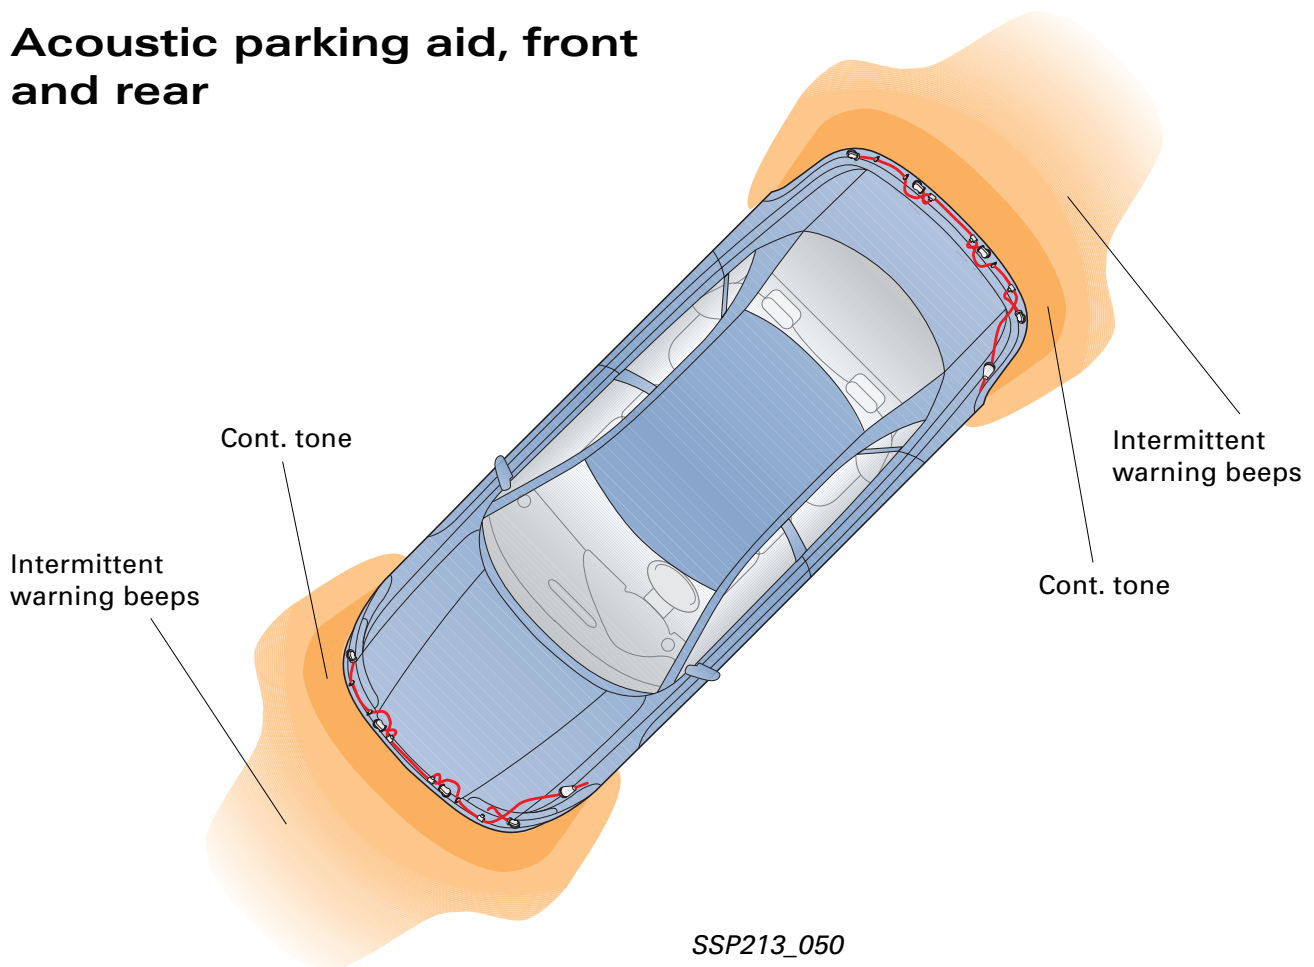 Acoustic parking aid, front
and rear
Cont. tone
Intermittent
warning beeps
Intermittent
warning beeps
Cont. tone
SSP213_050